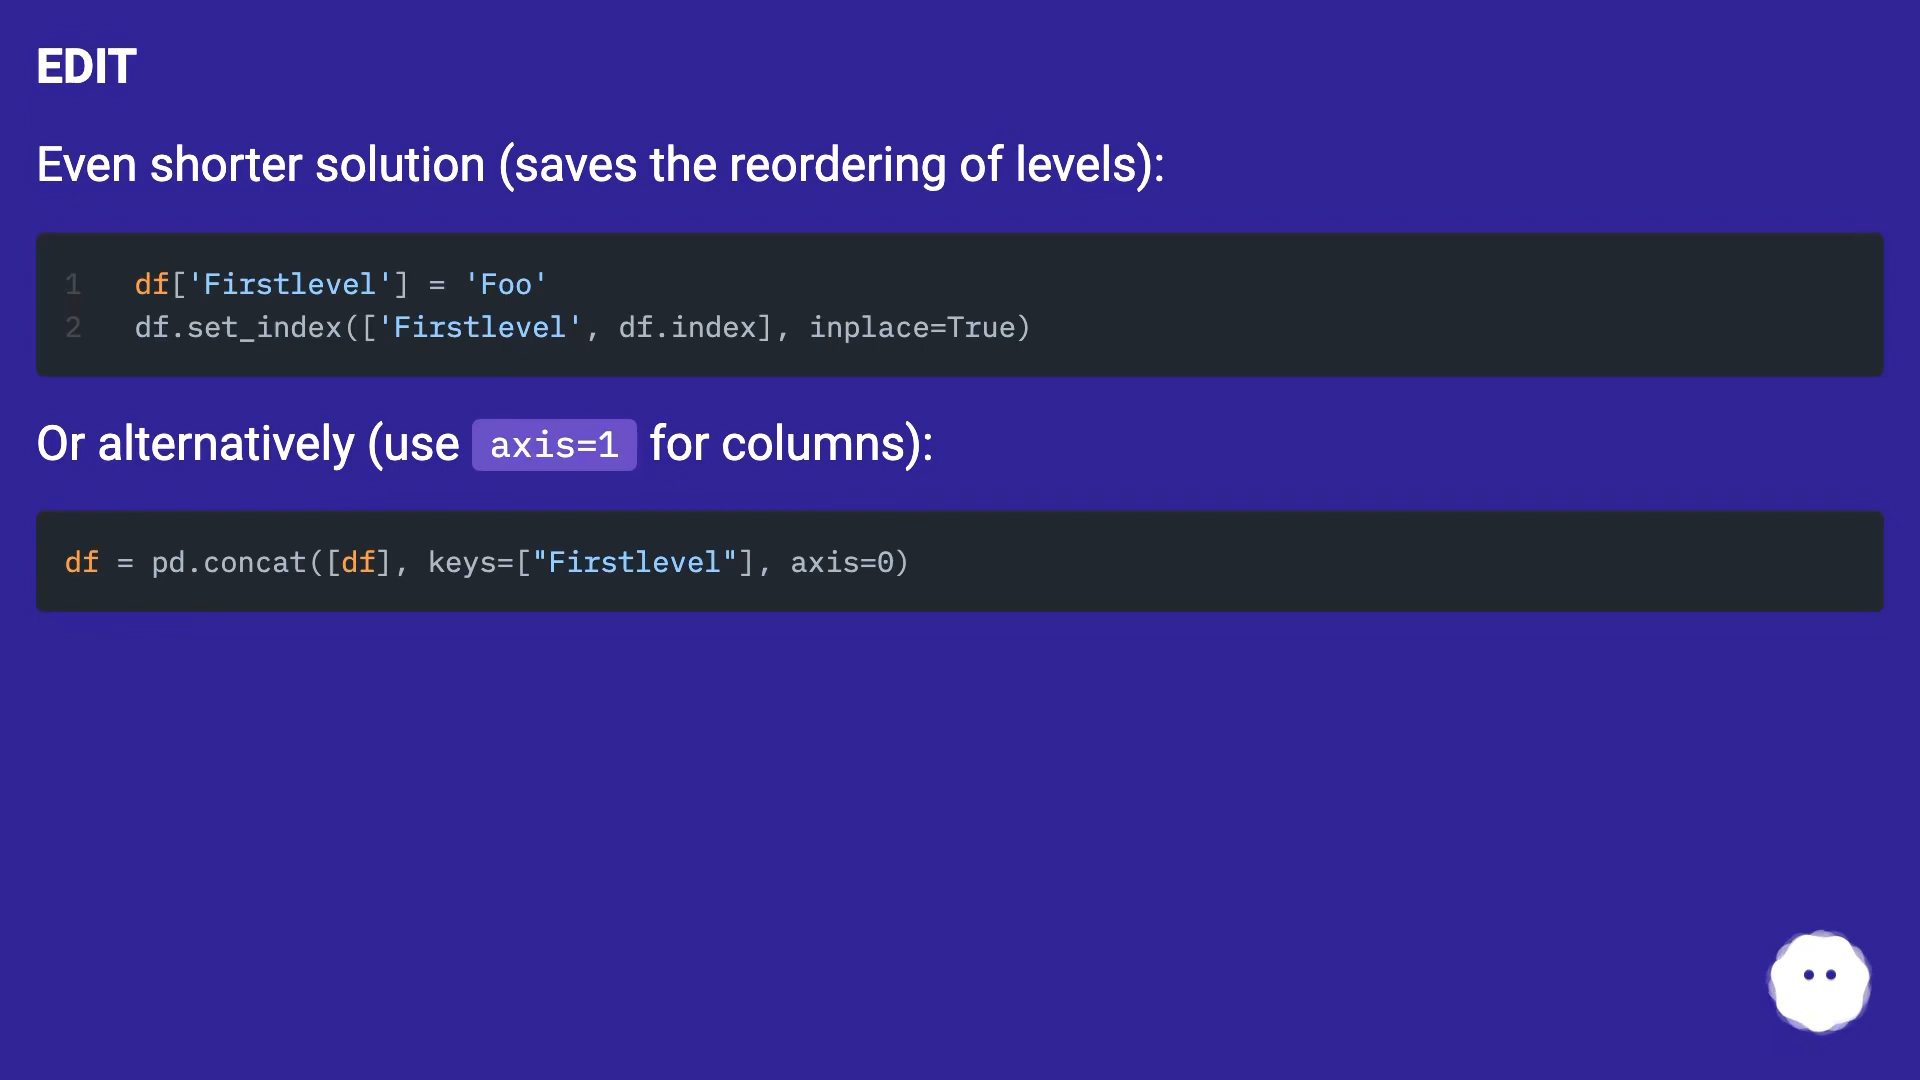 EDIT
Even shorter solution (saves the reordering of levels):
1 df['Firstlevel'] = 'Foo'
2 df.set_index(['Firstlevel', df.index], inplace=True)
Or alternatively (use axis=1 for columns):
df = pd.concat([df], keys=["Firstlevel"], axis=0)